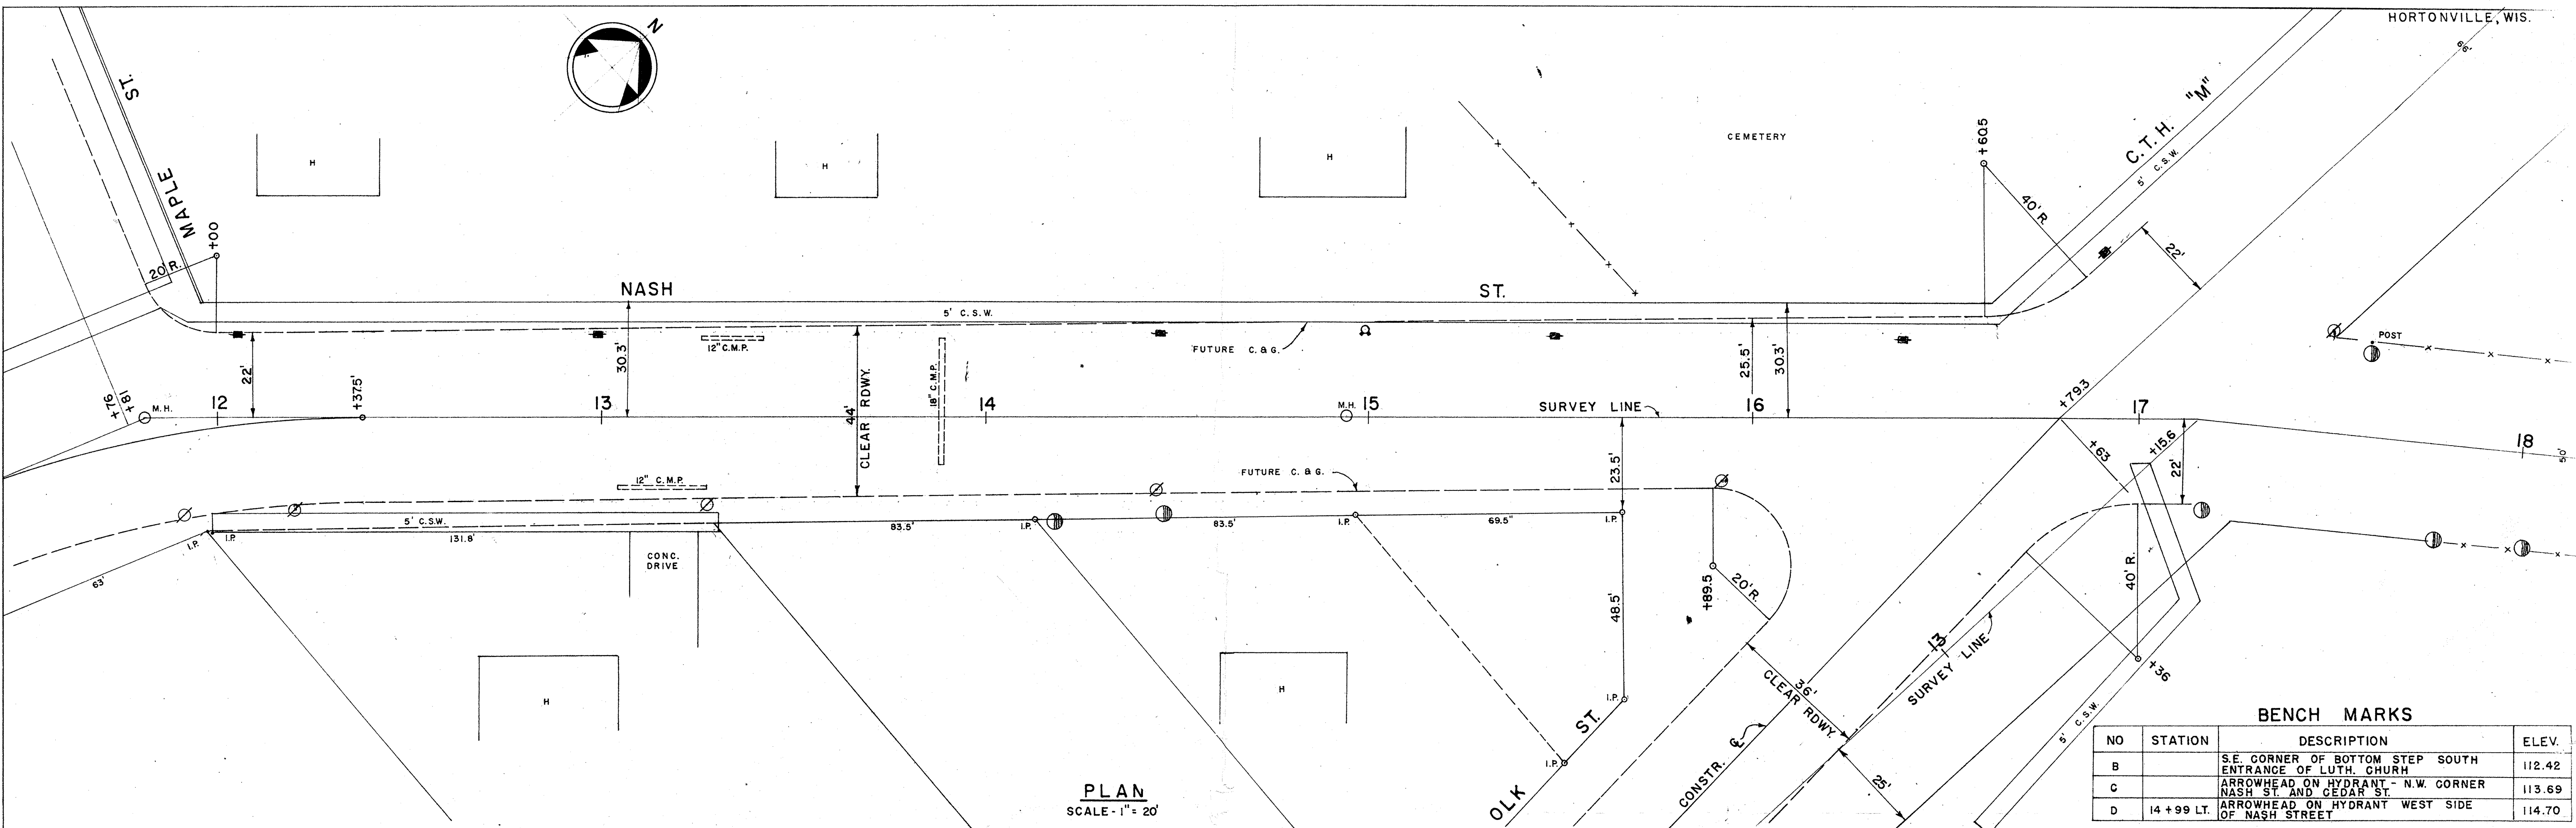 HORTONVILLE, WIS.
N
66'
MAPLE ST.
H
H
H
CEMETERY
+60.5
C.T.H. "M"
5' C.S.W.
40' R
20' R.
+00
22'
NASH ST.
5' C.S.W.
12" C.M.P.
FUTURE C. & G.
30.3'
22'
25.5'
30.3'
POST
+76
+81
M.H.
12
+37.5'
13
44'
CLEAR RDWY.
18" C.M.P.
14
M.H.
15
SURVEY LINE
16
+79.3
17
18
50'
+63
+15.6
22'
23.5'
12" C.M.P.
FUTURE C. & G.
5' C.S.W.
I.P.
I.P.
131.8'
83.5'
I.P.
83.5'
I.P.
69.5"
I.P.
63'
CONC.
DRIVE
48.5'
+89.5
20' R.
40' R.
13
SURVEY LINE
+36
H
H
I.P.
I.P.
OLK ST.
36'
CLEAR RDWY.
CONSTR. ℄
25'
5' C.S.W.
PLAN
SCALE - 1" = 20'
BENCH MARKS
NO STATION DESCRIPTION ELEV.
B S.E. CORNER OF BOTTOM STEP SOUTH
ENTRANCE OF LUTH. CHURH 112.42
C ARROWHEAD ON HYDRANT - N.W. CORNER
NASH ST. AND CEDAR ST. 113.69
D 14 + 99 LT. ARROWHEAD ON HYDRANT WEST SIDE
OF NASH STREET 114.70